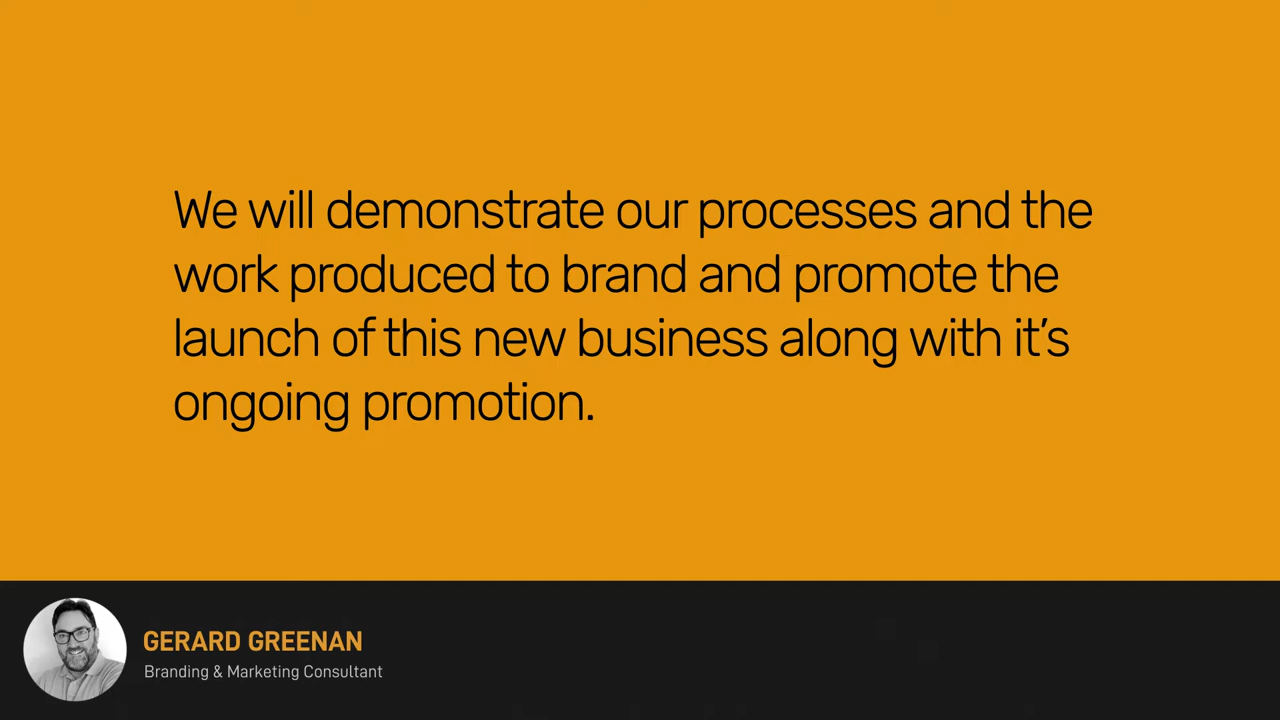 We will demonstrate our processes and the
work produced to brand and promote the
launch of this new business along with it’s
ongoing promotion.
GERARD GREENAN
Branding & Marketing Consultant